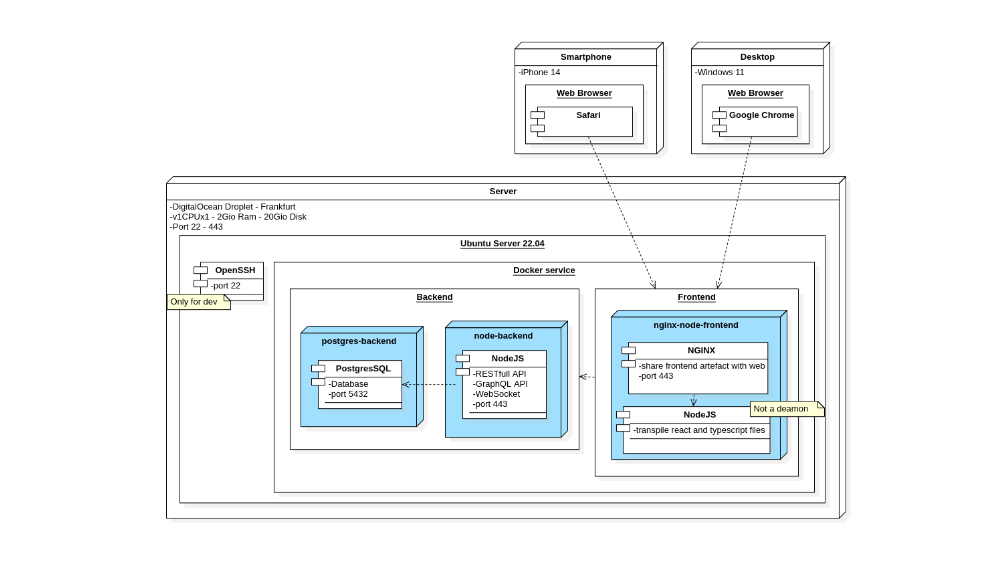 Smartphone
-iPhone 14
Web Browser
Safari
Desktop
-Windows 11
Web Browser
Google Chrome
Server
-DigitalOcean Droplet - Frankfurt
-v1CPUx1 - 2Gio Ram - 20Gio Disk
-Port 22 - 443
Ubuntu Server 22.04
OpenSSH
-port 22
Only for dev
Docker service
Backend
postgres-backend
PostgresSQL
-Database
-port 5432
node-backend
NodeJS
-RESTfull API
-GraphQL API
-WebSocket
-port 443
Frontend
nginx-node-frontend
NGINX
-share frontend artefact with web
-port 443
Not a deamon
NodeJS
-transpile react and typescript files